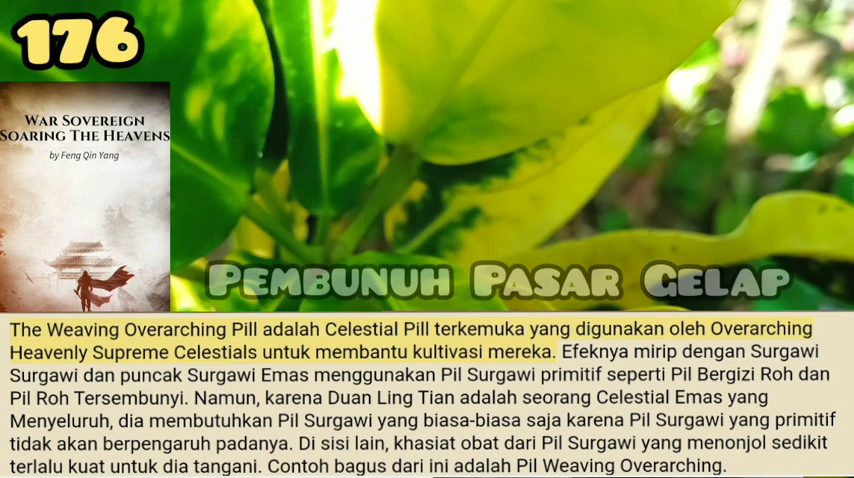 176
WAR SOVEREIGN
SOARING THE HEAVENS
by Feng Qin Yang
PEMBUNUH PASAR GELAP
The Weaving Overarching Pill adalah Celestial Pill terkemuka yang digunakan oleh Overarching
Heavenly Supreme Celestials untuk membantu kultivasi mereka. Efeknya mirip dengan Surgawi
Surgawi dan puncak Surgawi Emas menggunakan Pil Surgawi primitif seperti Pil Bergizi Roh dan
Pil Roh Tersembunyi. Namun, karena Duan Ling Tian adalah seorang Celestial Emas yang
Menyeluruh, dia membutuhkan Pil Surgawi yang biasa-biasa saja karena Pil Surgawi yang primitif
tidak akan berpengaruh padanya. Di sisi lain, khasiat obat dari Pil Surgawi yang menonjol sedikit
terlalu kuat untuk dia tangani. Contoh bagus dari ini adalah Pil Weaving Overarching.